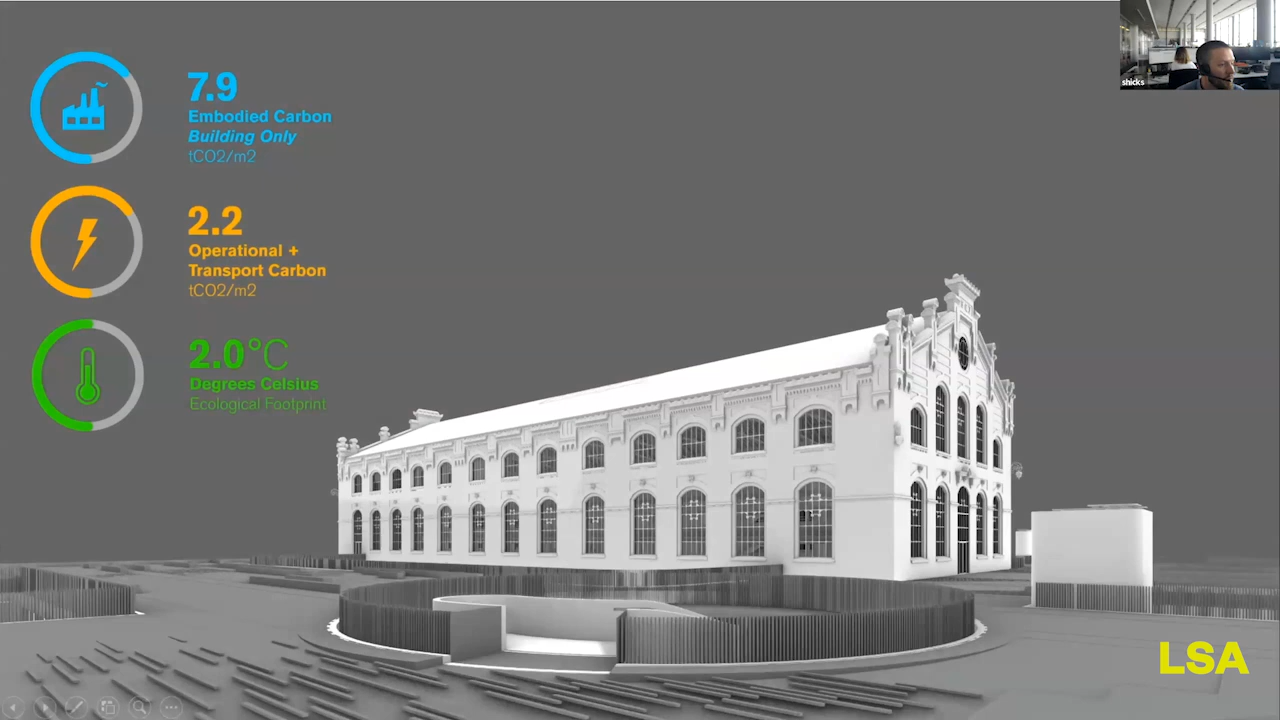 7.9
Embodied Carbon
Building Only
tCO2/m2
2.2
Operational +
Transport Carbon
tCO2/m2
2.0°C
Degrees Celsius
Ecological Footprint
shicks
LSA